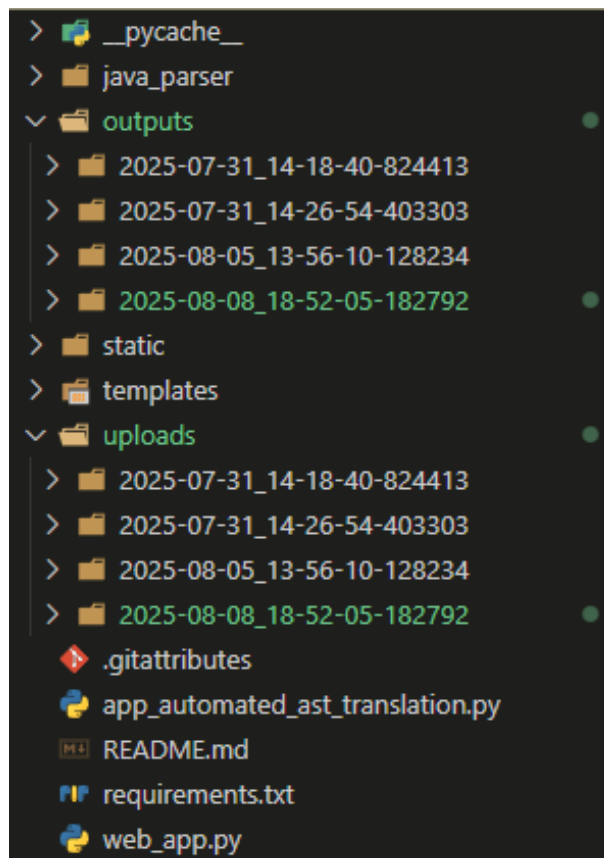 __pycache__
java_parser
outputs
2025-07-31_14-18-40-824413
2025-07-31_14-26-54-403303
2025-08-05_13-56-10-128234
2025-08-08_18-52-05-182792
static
templates
uploads
2025-07-31_14-18-40-824413
2025-07-31_14-26-54-403303
2025-08-05_13-56-10-128234
2025-08-08_18-52-05-182792
.gitattributes
app_automated_ast_translation.py
README.md
requirements.txt
web_app.py